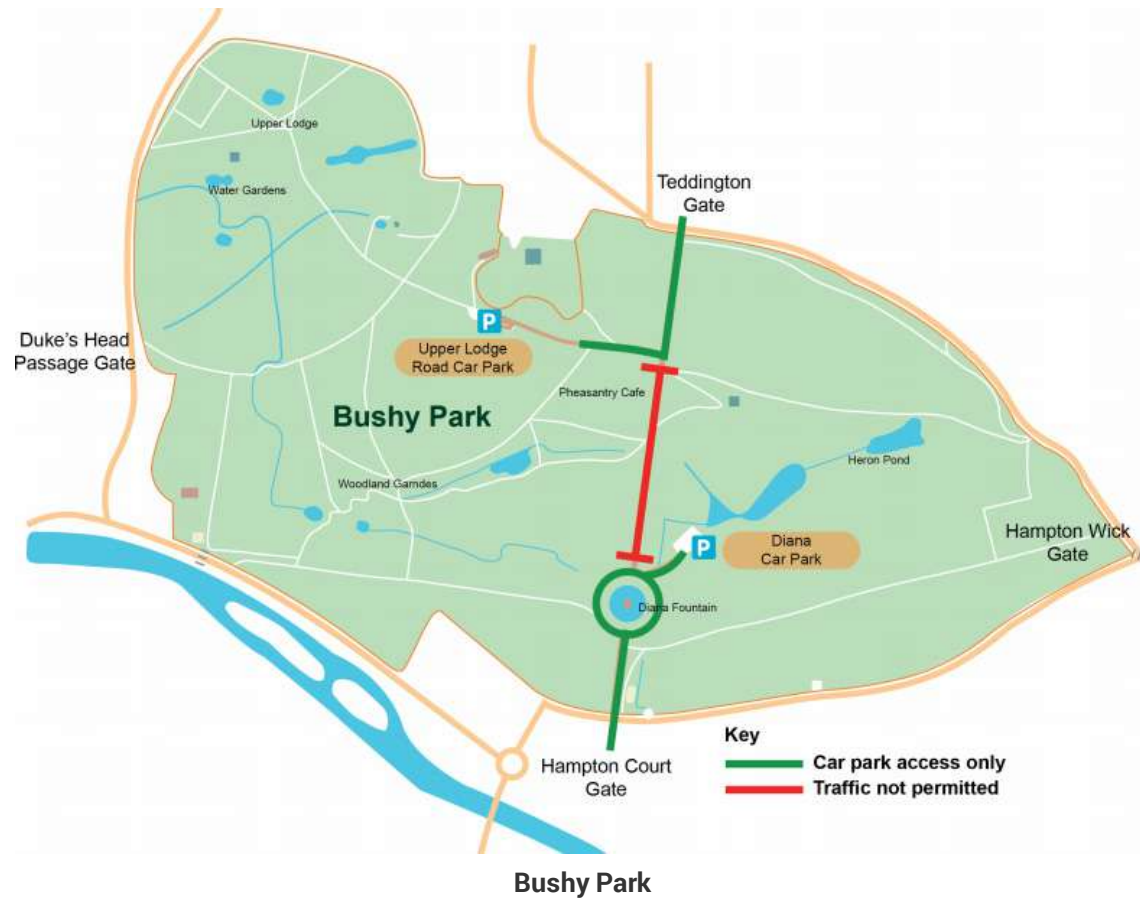 Upper Lodge
Water Gardens
Teddington
Gate
Duke's Head
Passage Gate
P
Upper Lodge
Road Car Park
Pheasantry Cafe
Bushy Park
Heron Pond
Woodland Garndes
Hampton Wick
Gate
P
Diana
Car Park
Diana Fountain
Key
Car park access only
Traffic not permitted
Hampton Court
Gate
Bushy Park